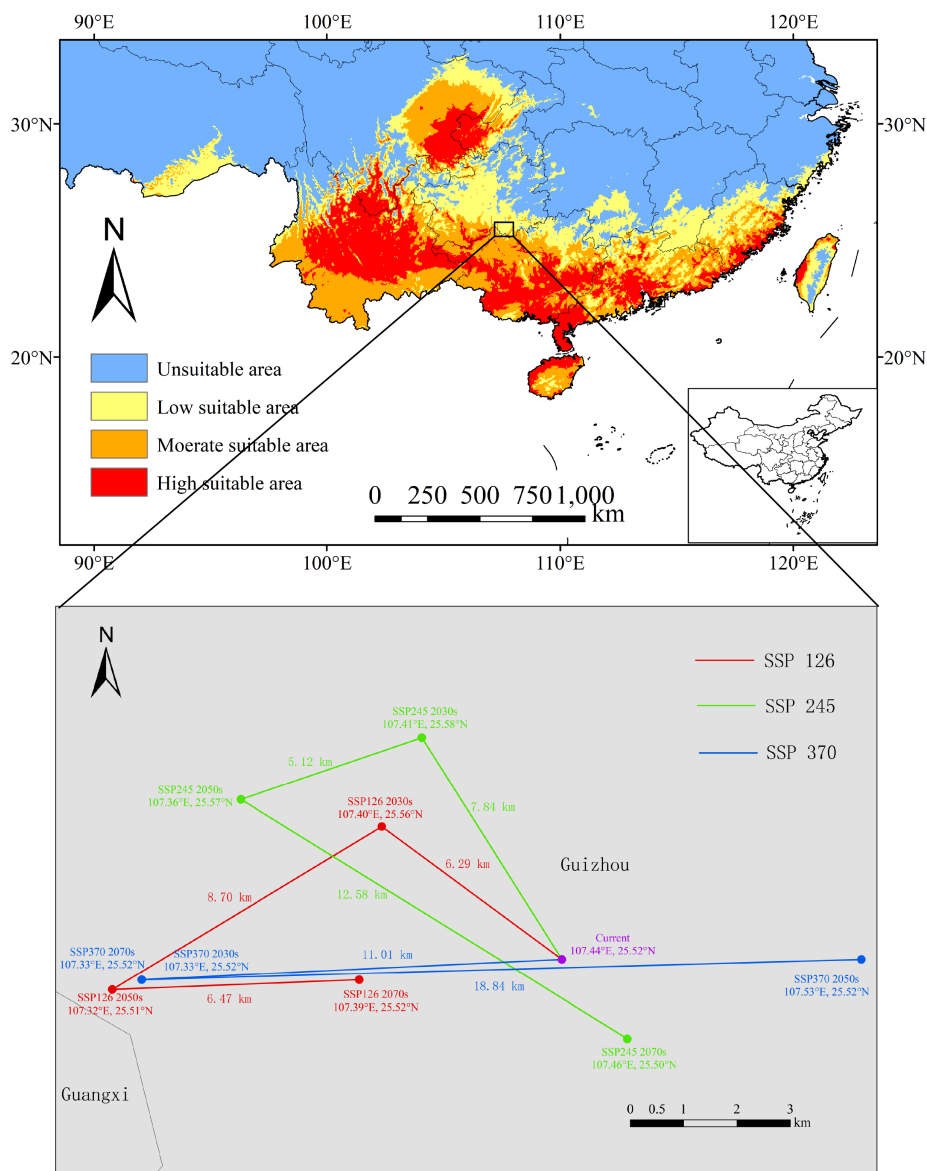 90°E 100°E 110°E 120°E
30°N 30°N
N
20°N 20°N
Unsuitable area
Low suitable area
Moerate suitable area
High suitable area
0 250 500 750 1,000
km
90°E 100°E 110°E 120°E
N
SSP 126
SSP 245
SSP 370
SSP245 2030s
107.41°E, 25.58°N
5.12 km
SSP245 2050s
107.36°E, 25.57°N
SSP126 2030s
107.40°E, 25.56°N
7.84 km
6.29 km
Guizhou
8.70 km
12.58 km
Current
107.44°E, 25.52°N
SSP370 2070s
107.33°E, 25.52°N
SSP370 2030s
107.33°E, 25.52°N
11.01 km
18.84 km
SSP370 2050s
107.53°E, 25.52°N
SSP126 2050s
107.32°E, 25.51°N
6.47 km
SSP126 2070s
107.39°E, 25.52°N
SSP245 2070s
107.46°E, 25.50°N
Guangxi
0 0.5 1 2 3
km